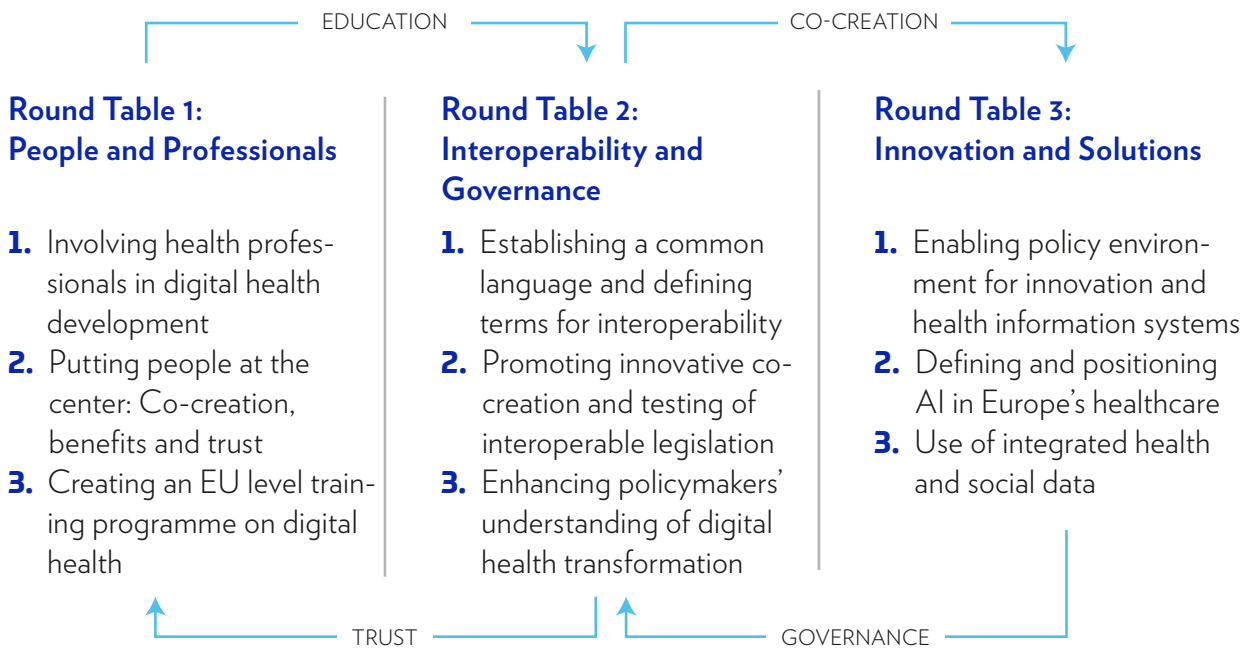 EDUCATION
CO-CREATION
Round Table 1:
People and Professionals
1. Involving health profes-
sionals in digital health
development
2. Putting people at the
center: Co-creation,
benefits and trust
3. Creating an EU level train-
ing programme on digital
health
Round Table 2:
Interoperability and
Governance
1. Establishing a common
language and defining
terms for interoperability
2. Promoting innovative co-
creation and testing of
interoperable legislation
3. Enhancing policymakers’
understanding of digital
health transformation
Round Table 3:
Innovation and Solutions
1. Enabling policy environ-
ment for innovation and
health information systems
2. Defining and positioning
AI in Europe’s healthcare
3. Use of integrated health
and social data
TRUST
GOVERNANCE